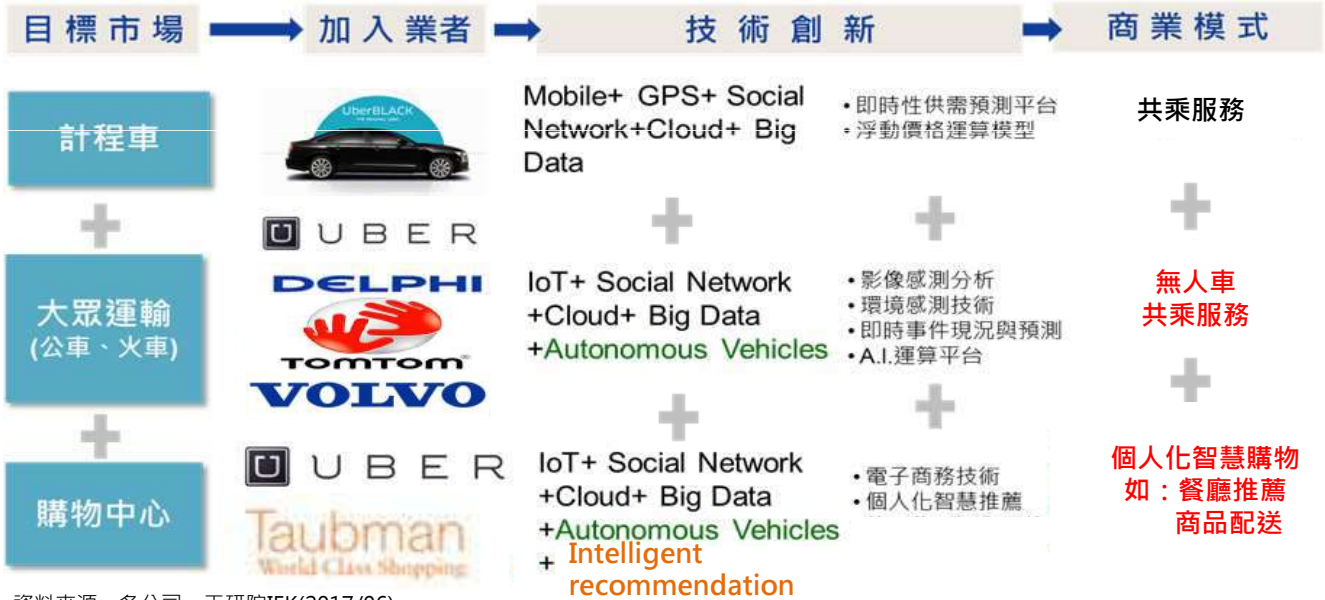 目標市場
加入業者
技術創新
商業模式
計程車
UberBLACK
UBER
Mobile+ GPS+ Social
Network+Cloud+ Big
Data
•即時性供需預測平台
•浮動價格運算模型
共乘服務
大眾運輸
(公車、火車)
DELPHI
TOMTOM
VOLVO
IoT+ Social Network
+Cloud+ Big Data
+Autonomous Vehicles
•影像感測分析
•環境感測技術
•即時事件現況與預測
•A.I.運算平台
無人車
共乘服務
購物中心
UBER
Taubman
World Class Shopping
IoT+ Social Network
+Cloud+ Big Data
+Autonomous Vehicles
+ Intelligent
recommendation
•電子商務技術
•個人化智慧推薦
個人化智慧購物
如：餐廳推薦
商品配送